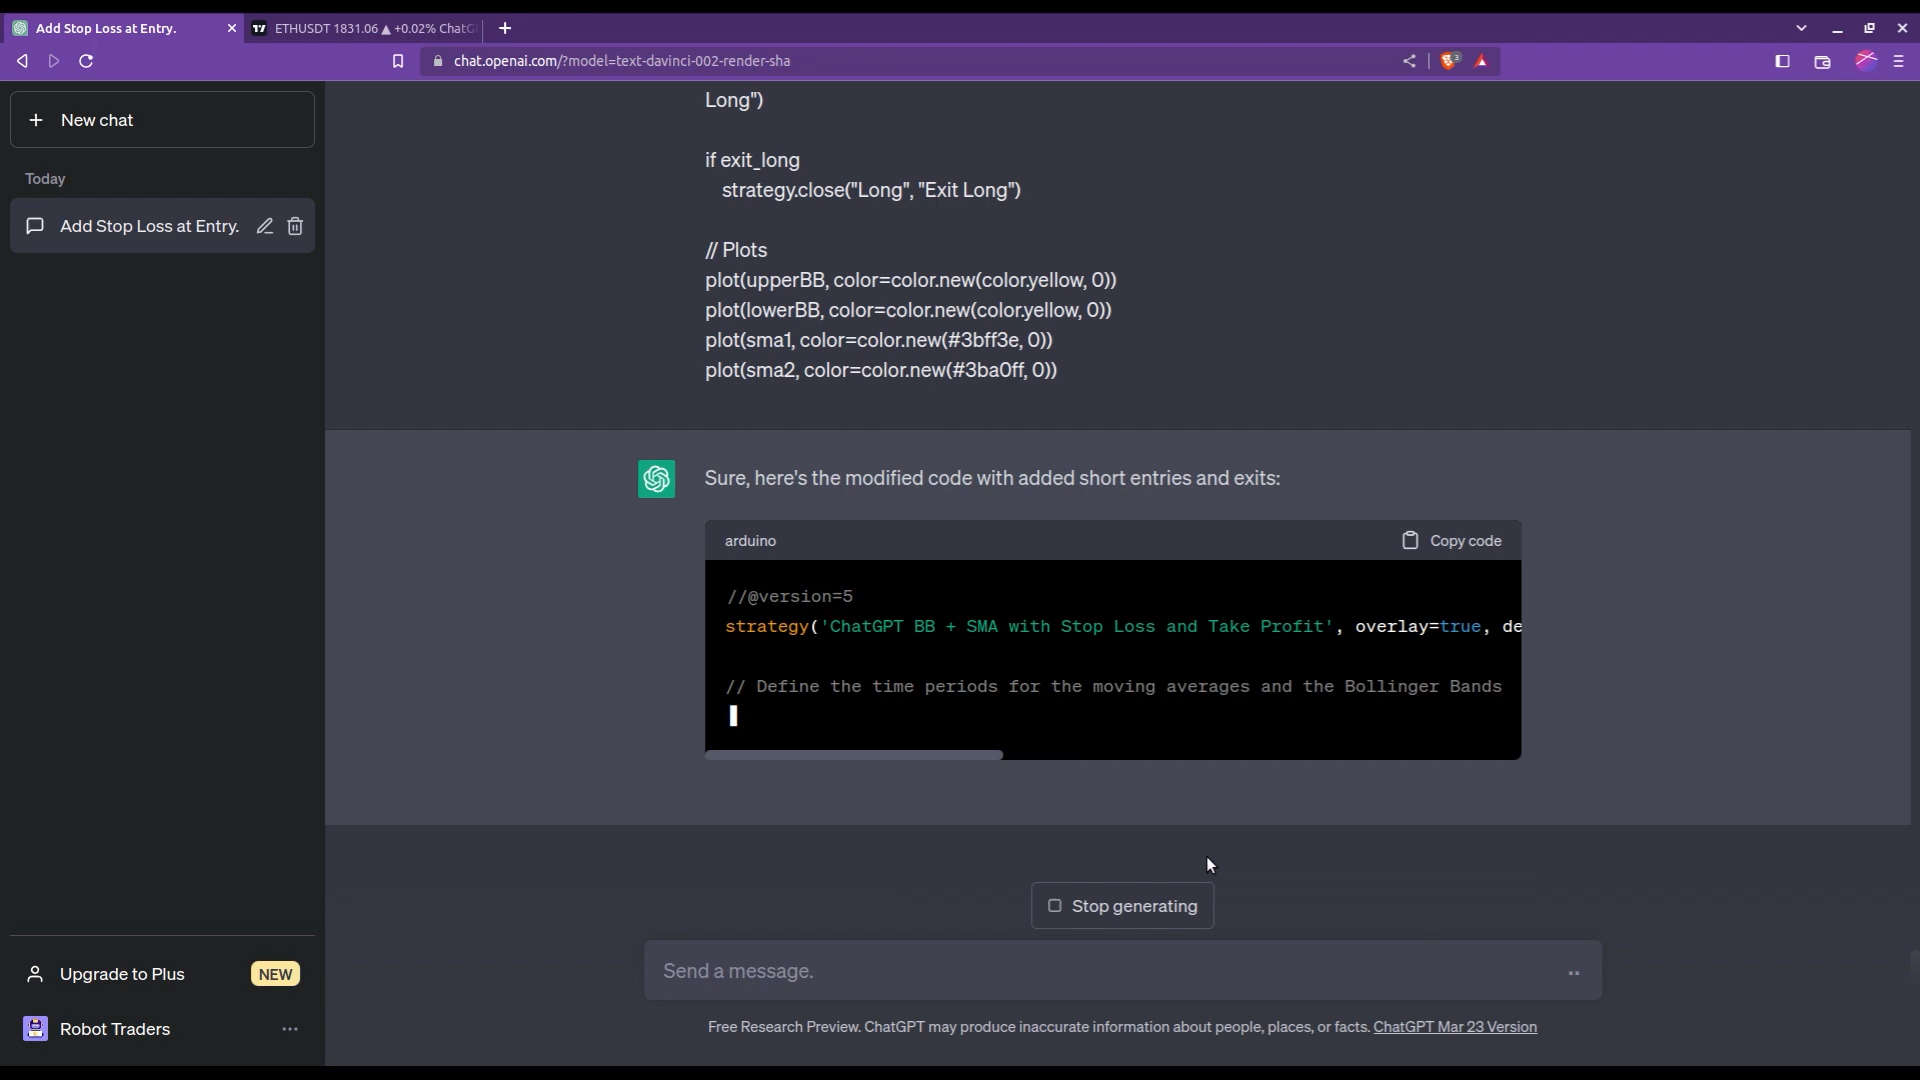 Add Stop Loss at Entry.
ETHUSDT 1831.06 ▲ +0.02% ChatG
chat.openai.com/?model=text-davinci-002-render-sha
3
New chat
Today
Add Stop Loss at Entry.
Long")
if exit_long
strategy.close("Long", "Exit Long")
// Plots
plot(upperBB, color=color.new(color.yellow, 0))
plot(lowerBB, color=color.new(color.yellow, 0))
plot(sma1, color=color.new(#3bff3e, 0))
plot(sma2, color=color.new(#3ba0ff, 0))
Sure, here's the modified code with added short entries and exits:
arduino
Copy code
//@version=5
strategy('ChatGPT BB + SMA with Stop Loss and Take Profit', overlay=true, de
// Define the time periods for the moving averages and the Bollinger Bands
Stop generating
Send a message.
Upgrade to Plus
NEW
Robot Traders
Free Research Preview. ChatGPT may produce inaccurate information about people, places, or facts. ChatGPT Mar 23 Version